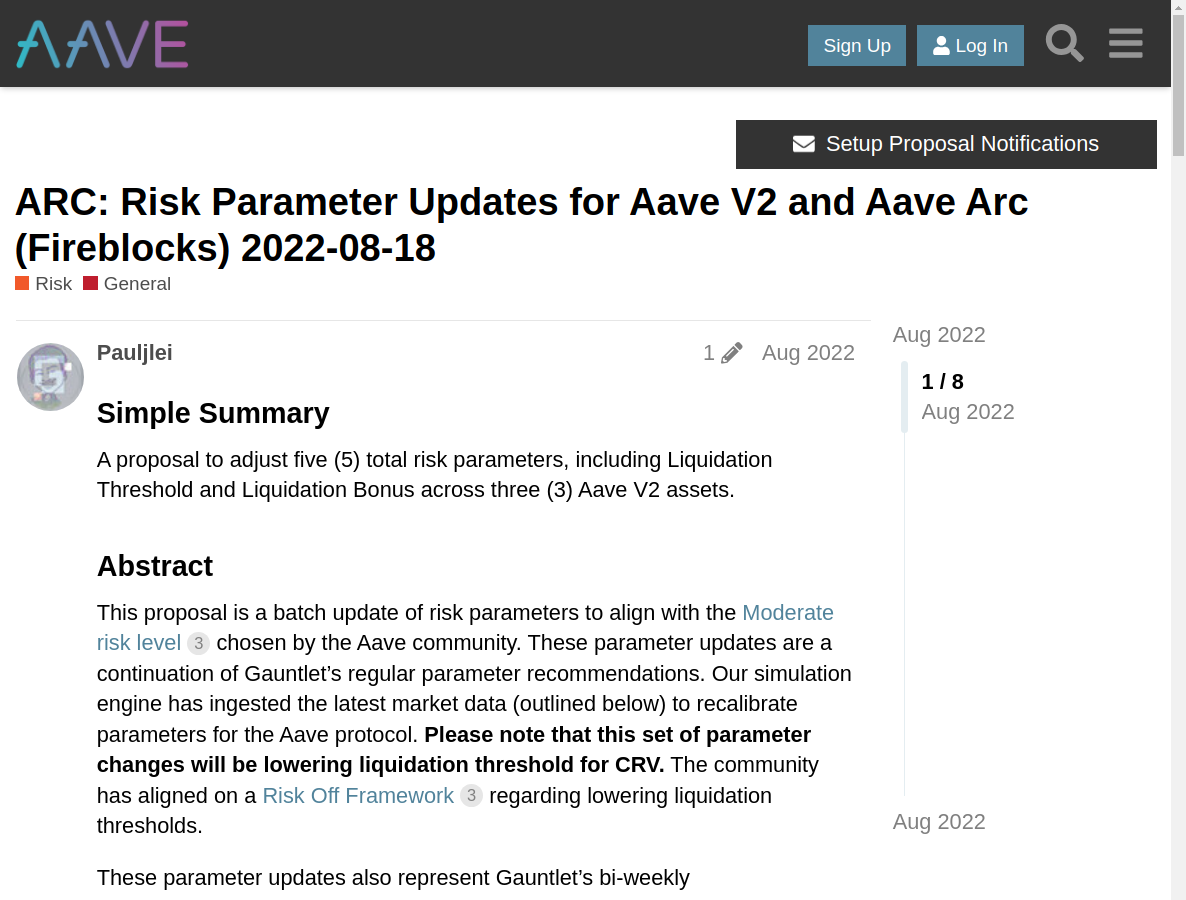 AAVE
Sign Up
Log In
Setup Proposal Notifications
ARC: Risk Parameter Updates for Aave V2 and Aave Arc
(Fireblocks) 2022-08-18
Risk General
Pauljlei
1
Aug 2022
Aug 2022
1 / 8
Aug 2022
Simple Summary
A proposal to adjust five (5) total risk parameters, including Liquidation
Threshold and Liquidation Bonus across three (3) Aave V2 assets.
Abstract
This proposal is a batch update of risk parameters to align with the Moderate
risk level 3 chosen by the Aave community. These parameter updates are a
continuation of Gauntlet’s regular parameter recommendations. Our simulation
engine has ingested the latest market data (outlined below) to recalibrate
parameters for the Aave protocol. Please note that this set of parameter
changes will be lowering liquidation threshold for CRV. The community
has aligned on a Risk Off Framework 3 regarding lowering liquidation
thresholds.
Aug 2022
These parameter updates also represent Gauntlet’s bi-weekly